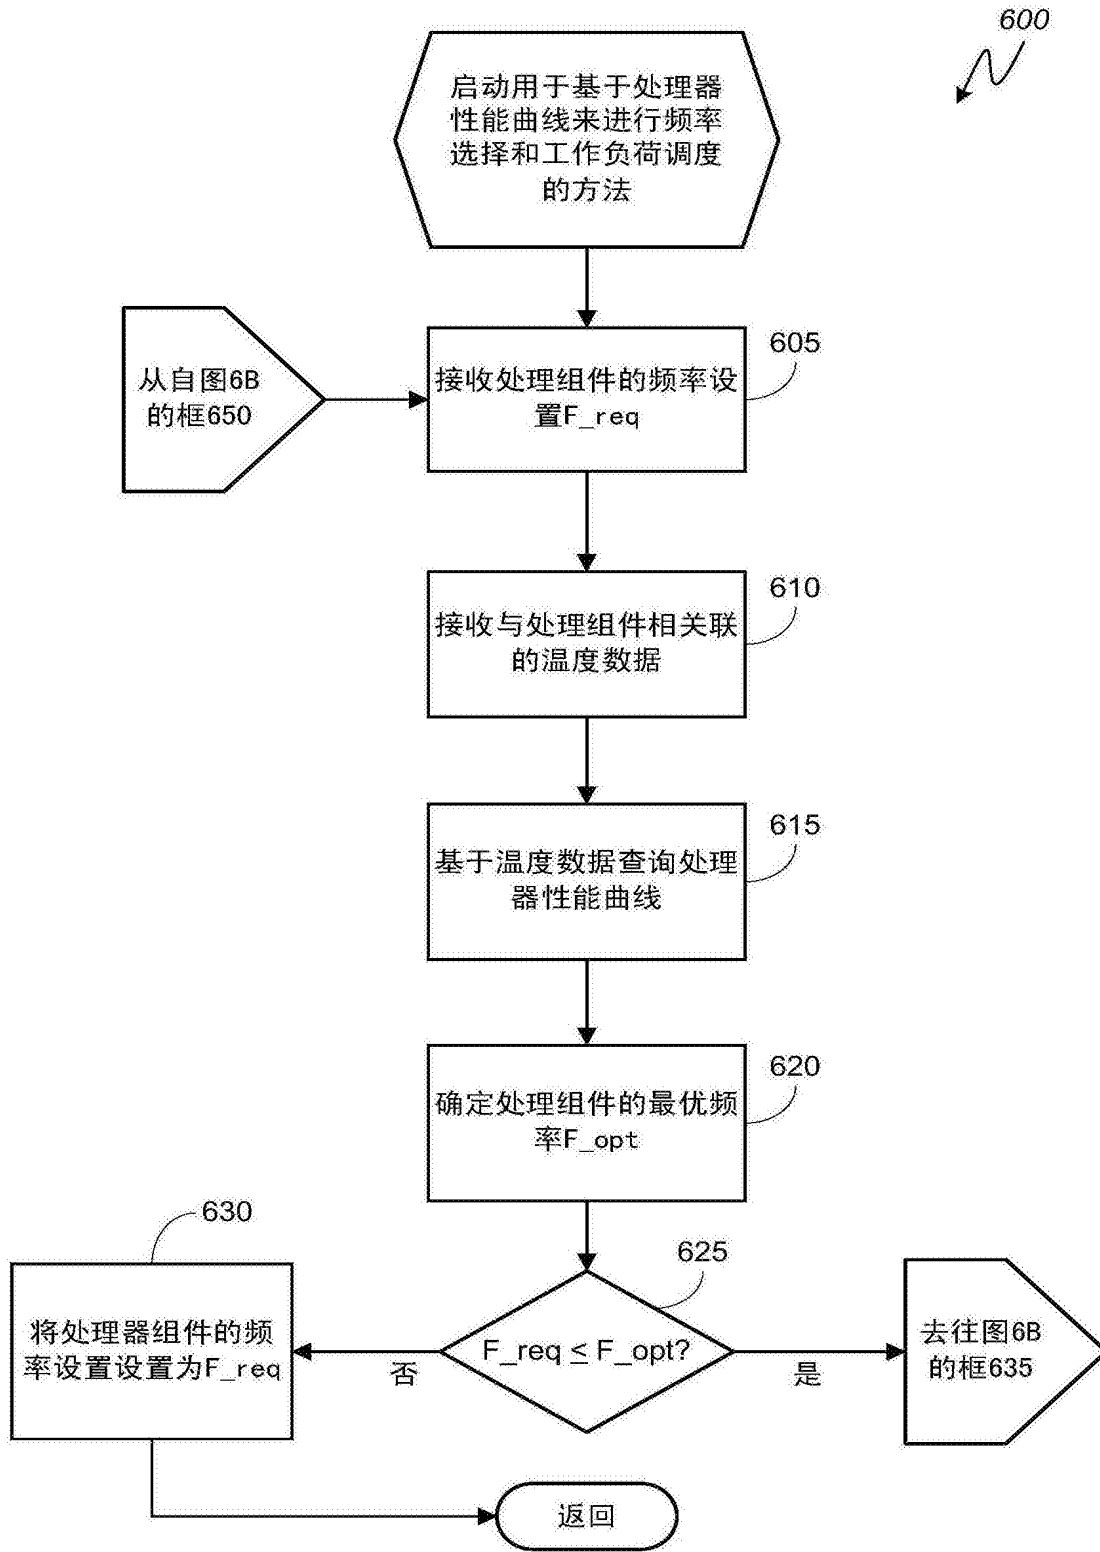 600
启动用于基于处理器
性能曲线来进行频率
选择和工作负荷调度
的方法
从自图6B
的框650
605
接收处理组件的频率设
置F_req
610
接收与处理组件相关联
的温度数据
615
基于温度数据查询处理
器性能曲线
620
确定处理组件的最优频
率F_opt
630
将处理器组件的频
率设置设置为F_req
625
F_req ≤ F_opt?
否
是
去往图6B
的框635
返回